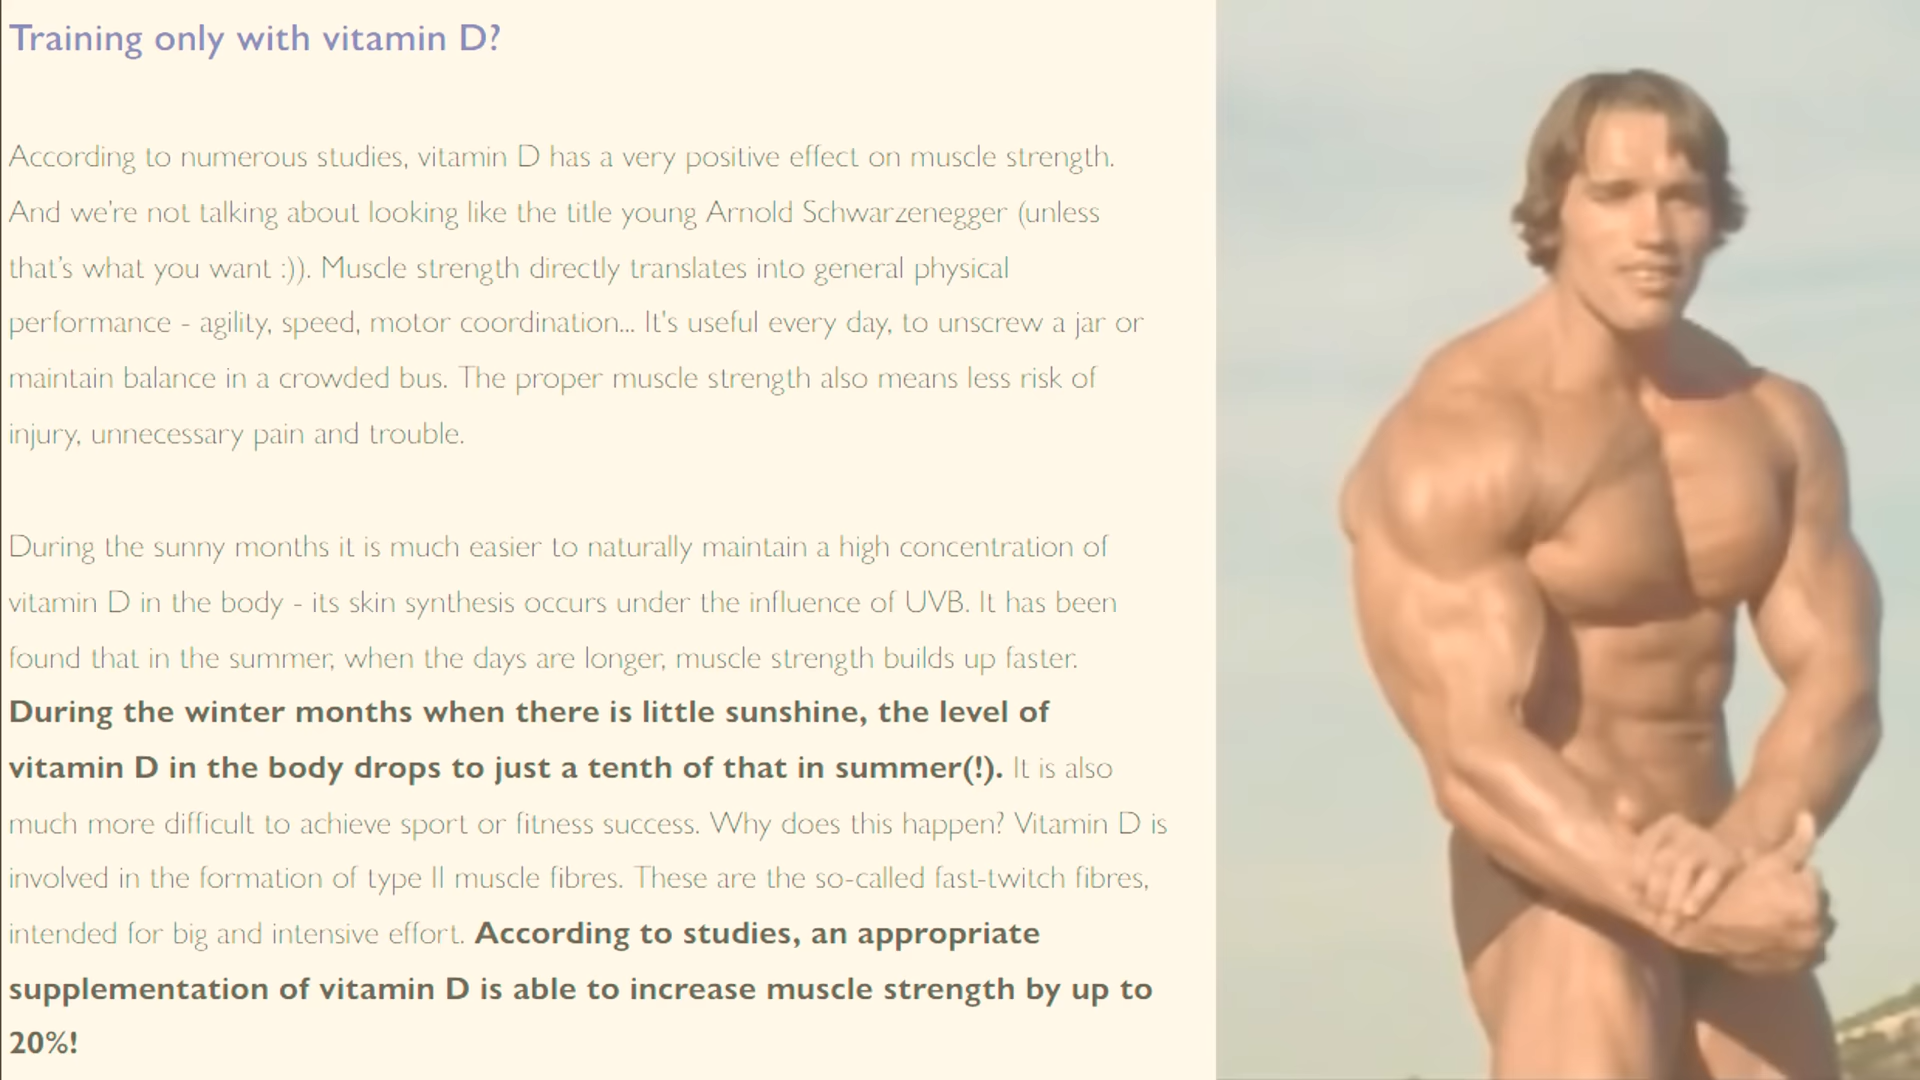 Training only with vitamin D?
According to numerous studies, vitamin D has a very positive effect on muscle strength.
And we're not talking about looking like the title young Arnold Schwarzenegger (unless
that's what you want :)). Muscle strength directly translates into general physical
performance - agility, speed, motor coordination... It's useful every day, to unscrew a jar or
maintain balance in a crowded bus. The proper muscle strength also means less risk of
injury, unnecessary pain and trouble.
During the sunny months it is much easier to naturally maintain a high concentration of
vitamin D in the body - its skin synthesis occurs under the influence of UVB. It has been
found that in the summer, when the days are longer, muscle strength builds up faster.
During the winter months when there is little sunshine, the level of
vitamin D in the body drops to just a tenth of that in summer(!). It is also
much more difficult to achieve sport or fitness success. Why does this happen? Vitamin D is
involved in the formation of type II muscle fibres. These are the so-called fast-twitch fibres,
intended for big and intensive effort. According to studies, an appropriate
supplementation of vitamin D is able to increase muscle strength by up to
20%!